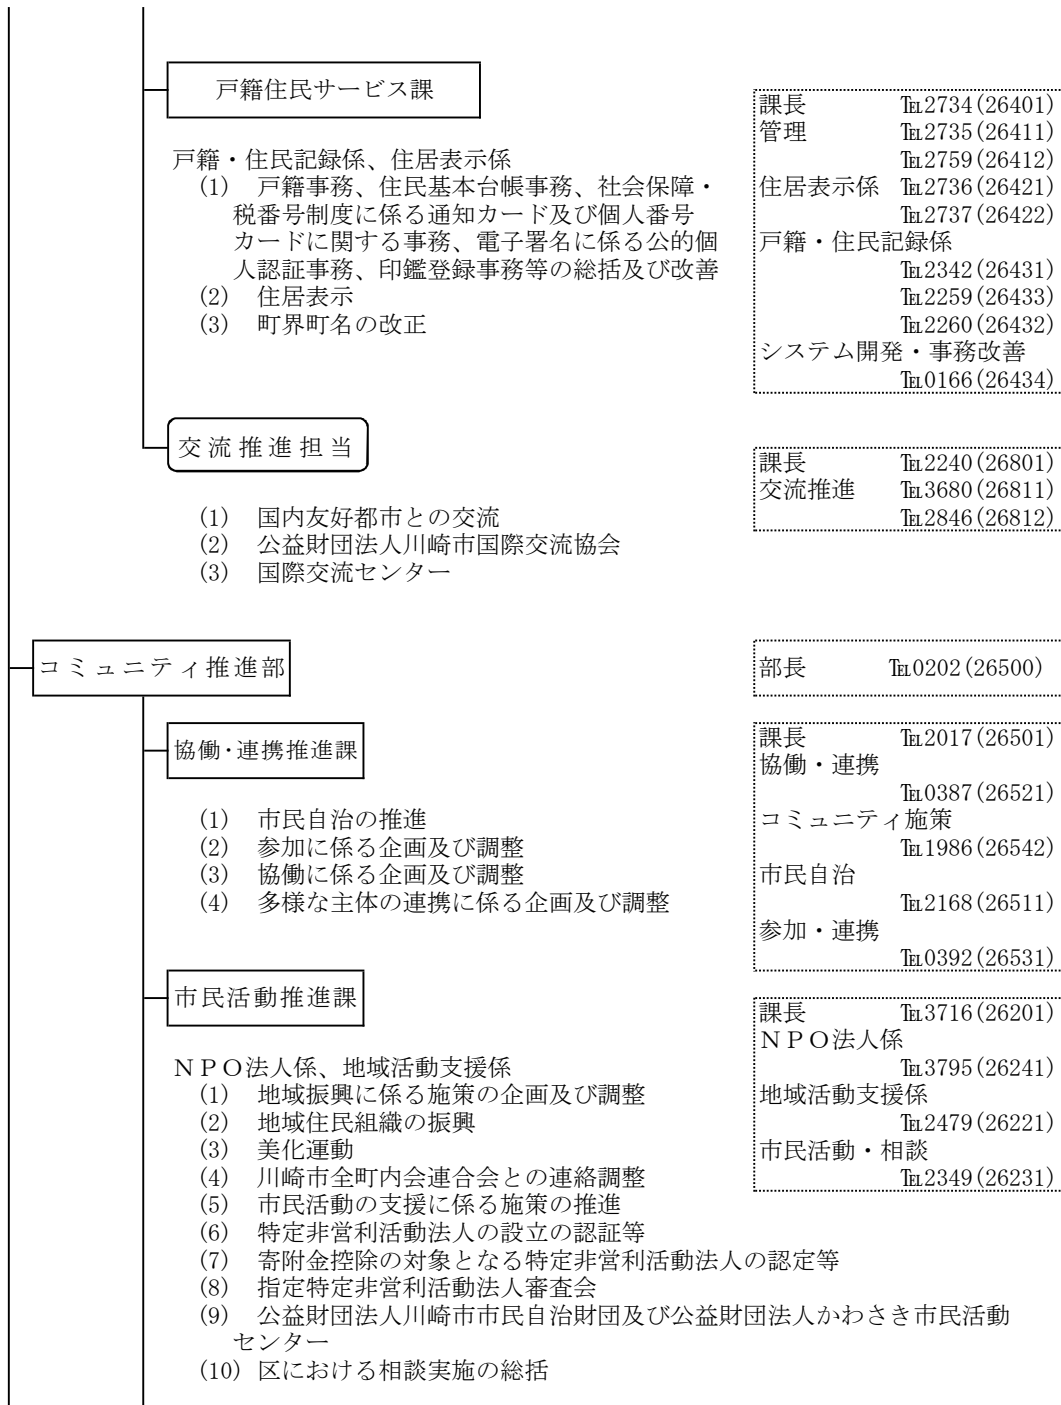 戸籍住民サービス課
課長 ℡2734(26401)
管理 ℡2735(26411)
℡2759(26412)
住居表示係 ℡2736(26421)
℡2737(26422)
戸籍・住民記録係
℡2342(26431)
℡2259(26433)
℡2260(26432)
システム開発・事務改善
℡0166(26434)
戸籍・住民記録係、住居表示係
(1) 戸籍事務、住民基本台帳事務、社会保障・
税番号制度に係る通知カード及び個人番号
カードに関する事務、電子署名に係る公的個
人認証事務、印鑑登録事務等の総括及び改善
(2) 住居表示
(3) 町界町名の改正
交流推進担当
課長 ℡2240(26801)
交流推進 ℡3680(26811)
℡2846(26812)
(1) 国内友好都市との交流
(2) 公益財団法人川崎市国際交流協会
(3) 国際交流センター
コミュニティ推進部
部長 ℡0202(26500)
協働・連携推進課
課長 ℡2017(26501)
協働・連携
℡0387(26521)
コミュニティ施策
℡1986(26542)
市民自治
℡2168(26511)
参加・連携
℡0392(26531)
(1) 市民自治の推進
(2) 参加に係る企画及び調整
(3) 協働に係る企画及び調整
(4) 多様な主体の連携に係る企画及び調整
市民活動推進課
課長 ℡3716(26201)
ＮＰＯ法人係
℡3795(26241)
地域活動支援係
℡2479(26221)
市民活動・相談
℡2349(26231)
ＮＰＯ法人係、地域活動支援係
(1) 地域振興に係る施策の企画及び調整
(2) 地域住民組織の振興
(3) 美化運動
(4) 川崎市全町内会連合会との連絡調整
(5) 市民活動の支援に係る施策の推進
(6) 特定非営利活動法人の設立の認証等
(7) 寄附金控除の対象となる特定非営利活動法人の認定等
(8) 指定特定非営利活動法人審査会
(9) 公益財団法人川崎市市民自治財団及び公益財団法人かわさき市民活動
センター
(10) 区における相談実施の総括